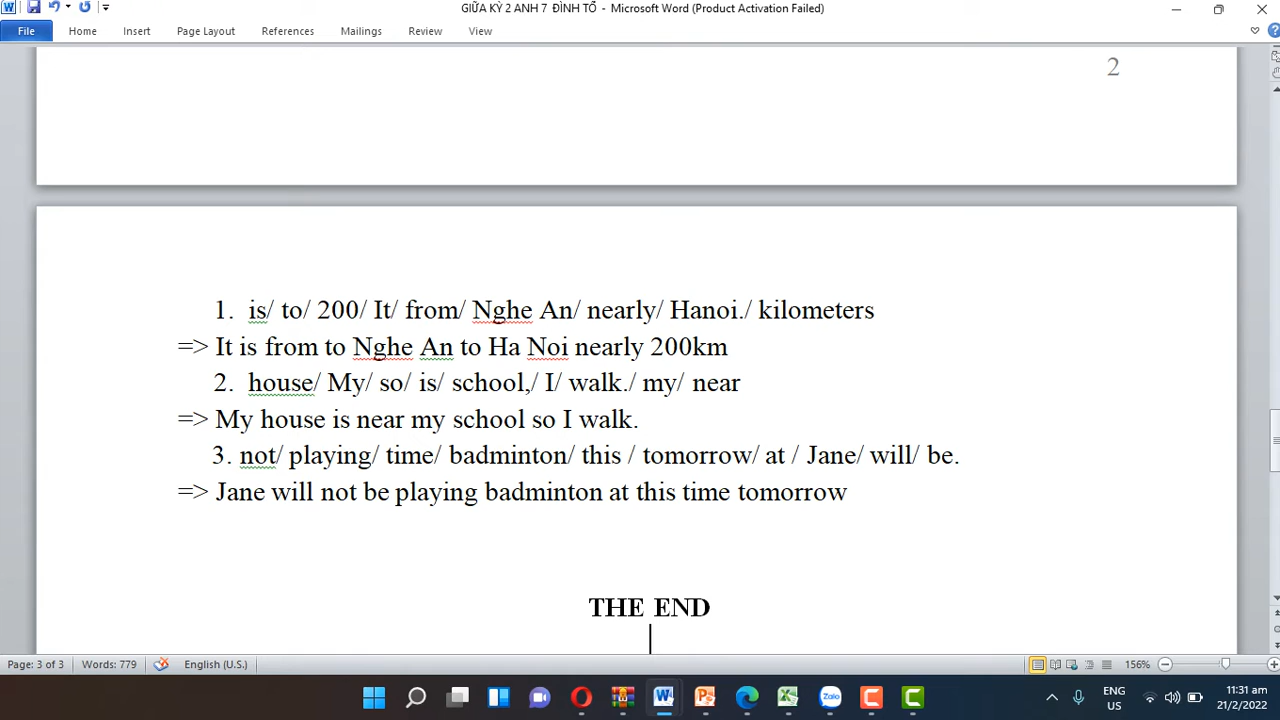 GIỮA KỲ 2 ANH 7 ĐÌNH TỔ - Microsoft Word (Product Activation Failed)
File Home Insert Page Layout References Mailings Review View
2
1. is/ to/ 200/ It/ from/ Nghe An/ nearly/ Hanoi./ kilometers
=> It is from to Nghe An to Ha Noi nearly 200km
2. house/ My/ so/ is/ school,/ I/ walk./ my/ near
=> My house is near my school so I walk.
3. not/ playing/ time/ badminton/ this / tomorrow/ at / Jane/ will/ be.
=> Jane will not be playing badminton at this time tomorrow
THE END
Page: 3 of 3 Words: 779 English (U.S.) 156%
ENG
US
11:31 am
21/2/2022